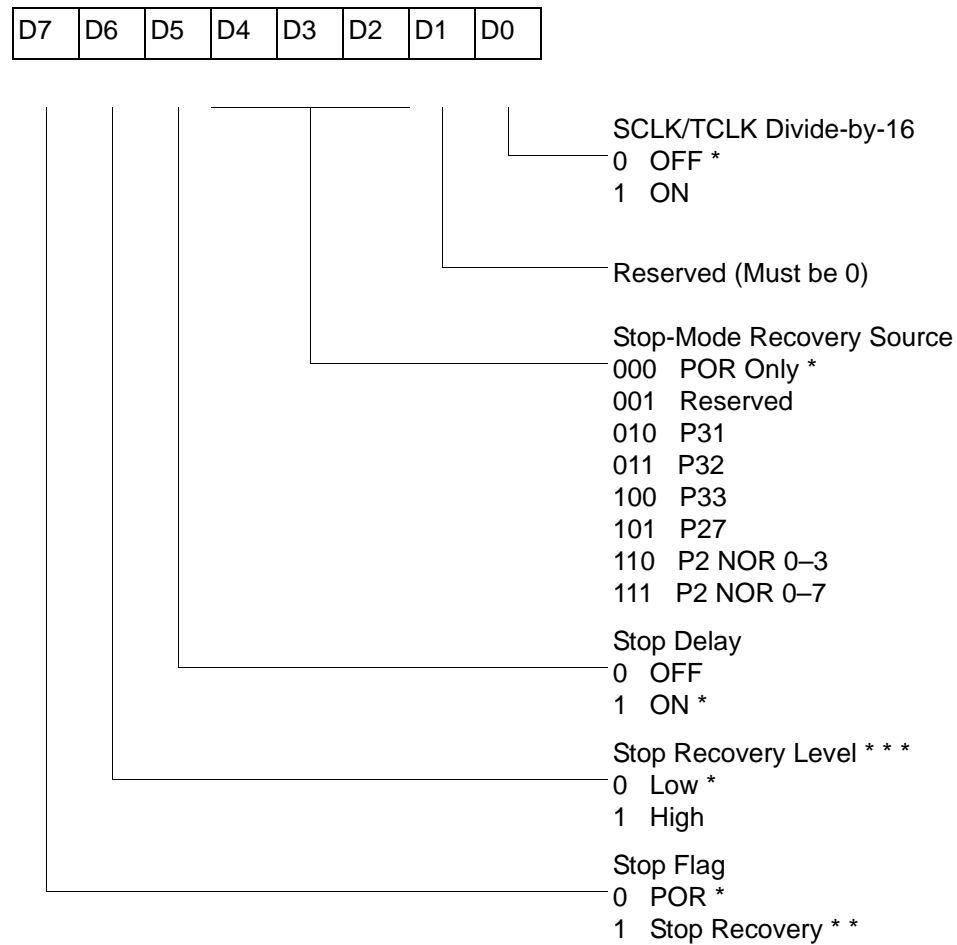 D7 D6 D5 D4 D3 D2 D1 D0
SCLK/TCLK Divide-by-16
0 OFF *
1 ON
Reserved (Must be 0)
Stop-Mode Recovery Source
000 POR Only *
001 Reserved
010 P31
011 P32
100 P33
101 P27
110 P2 NOR 0–3
111 P2 NOR 0–7
Stop Delay
0 OFF
1 ON *
Stop Recovery Level * * *
0 Low *
1 High
Stop Flag
0 POR *
1 Stop Recovery * *